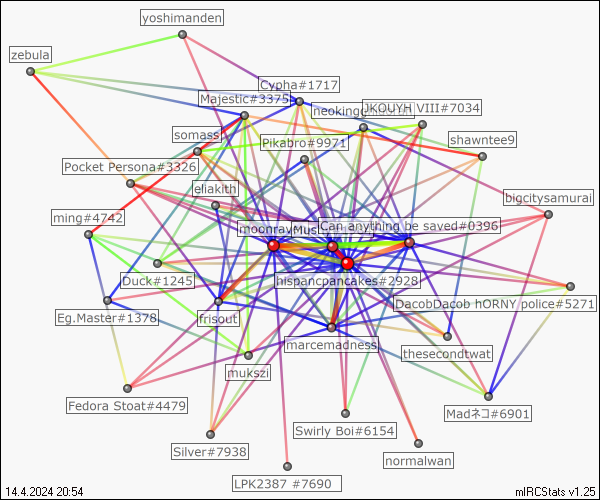 yoshimanden
zebula
Cypha#1717
Majestic#3375
JKOUYH VIII#7034
somass
Pikabro#9971
shawntee9
Pocket Persona#3326
eliakith
bigcitysamurai
ming#4742
moonray
Can anything be saved#0396
Duck#1245
hispancpancakes#2928
DacobDacob hORNY police#5271
Eg.Master#1378
frisout
marcemadness
thesecondtwat
mukszi
Fedora Stoat#4479
Madネコ#6901
Swirly Boi#6154
Silver#7938
normalwan
LPK2387 #7690
14.4.2024 20:54
mIRCStats v1.25